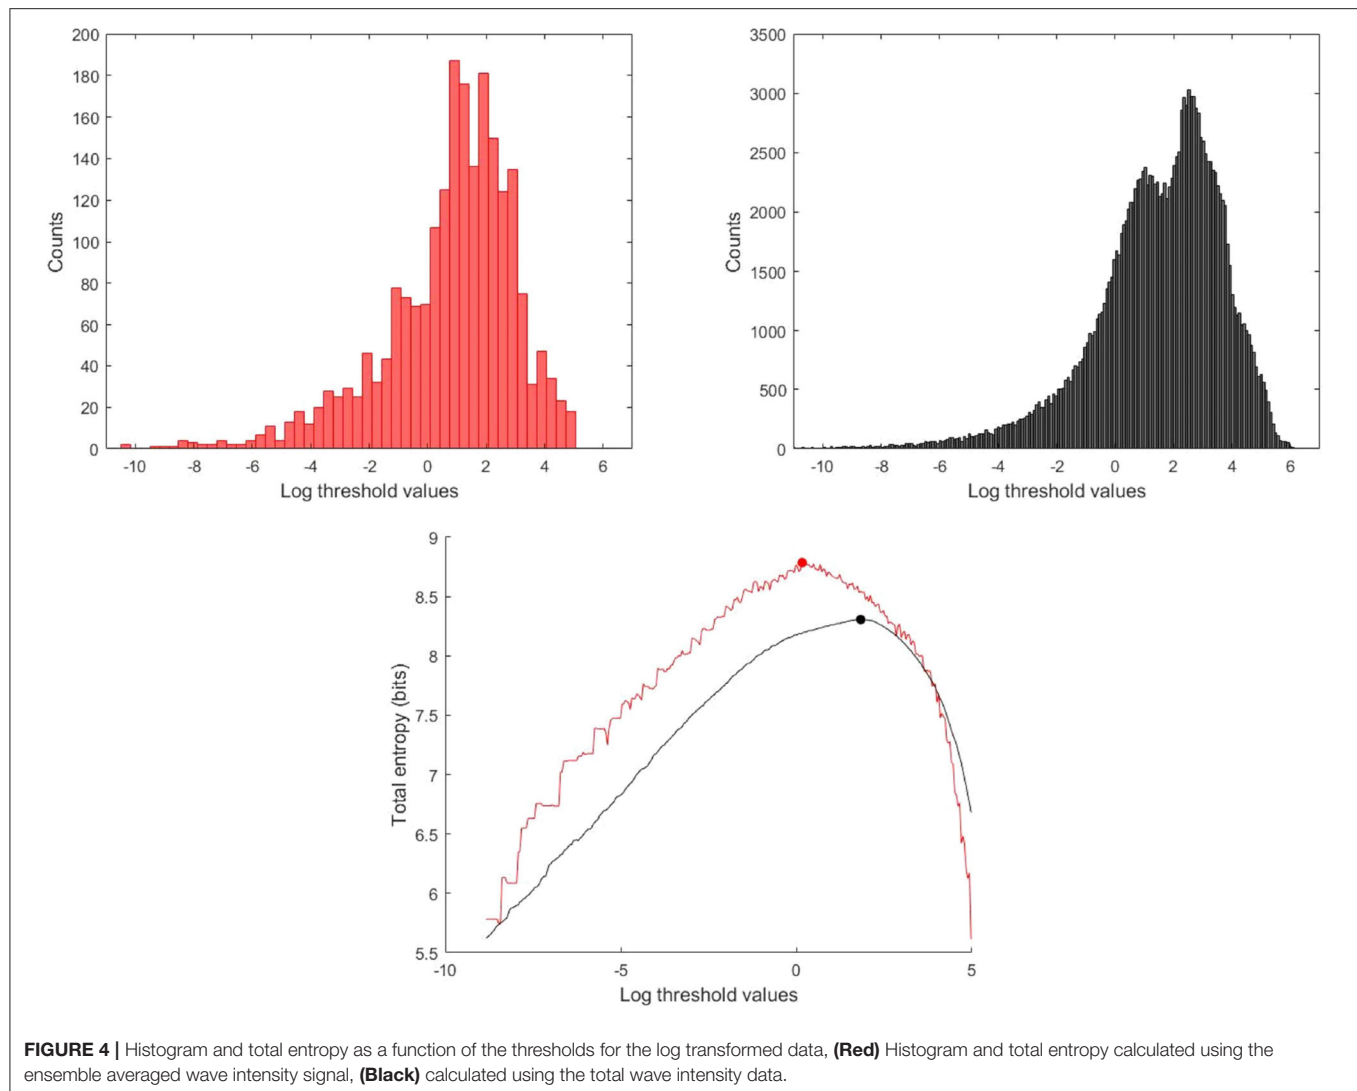 200
180
160
140
120
100
80
60
40
20
0
Counts
-10 -8 -6 -4 -2 0 2 4 6
Log threshold values
3500
3000
2500
2000
1500
1000
500
0
Counts
-10 -8 -6 -4 -2 0 2 4 6
Log threshold values
9
8.5
8
7.5
7
6.5
6
5.5
Total entropy (bits)
-10 -5 0 5
Log threshold values
FIGURE 4 | Histogram and total entropy as a function of the thresholds for the log transformed data, (Red) Histogram and total entropy calculated using the
ensemble averaged wave intensity signal, (Black) calculated using the total wave intensity data.